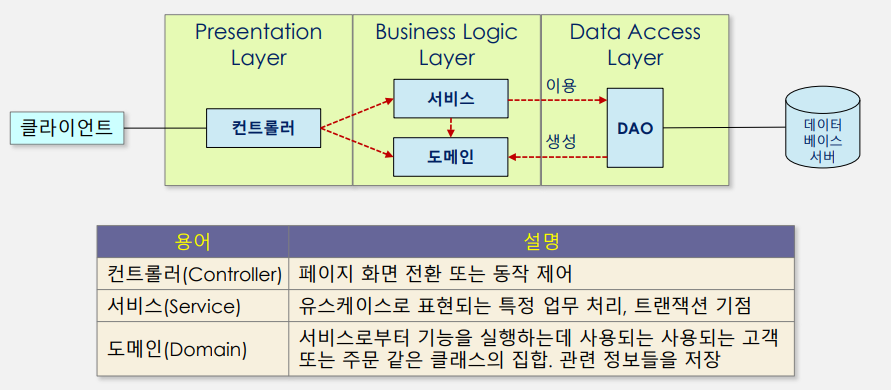 Presentation
Layer
Business Logic
Layer
Data Access
Layer
클라이언트
컨트롤러
서비스
도메인
이용
생성
DAO
데이터
베이스
서버
용어
설명
컨트롤러(Controller)
페이지 화면 전환 또는 동작 제어
서비스(Service)
유스케이스로 표현되는 특정 업무 처리, 트랜잭션 기점
도메인(Domain)
서비스로부터 기능을 실행하는데 사용되는 사용되는 고객
또는 주문 같은 클래스의 집합. 관련 정보들을 저장